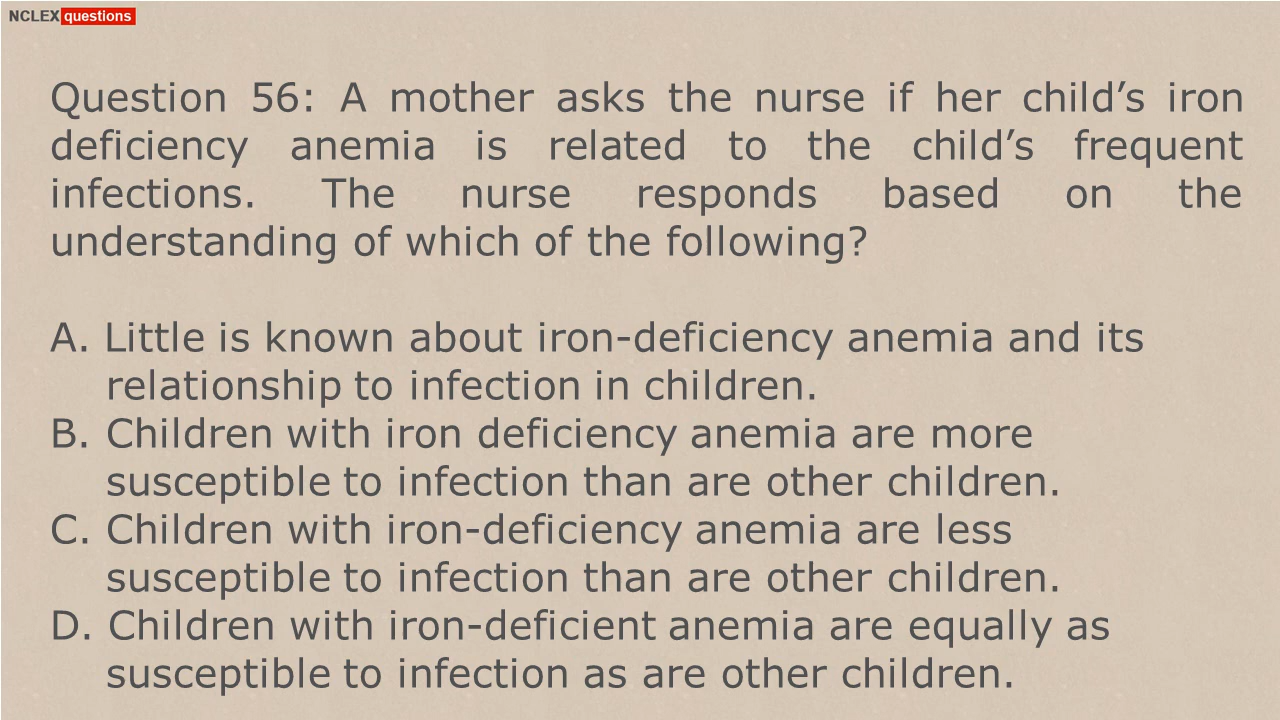 NCLEX questions
Question 56: A mother asks the nurse if her child’s iron
deficiency anemia is related to the child’s frequent
infections. The nurse responds based on the
understanding of which of the following?
A. Little is known about iron-deficiency anemia and its
relationship to infection in children.
B. Children with iron deficiency anemia are more
susceptible to infection than are other children.
C. Children with iron-deficiency anemia are less
susceptible to infection than are other children.
D. Children with iron-deficient anemia are equally as
susceptible to infection as are other children.